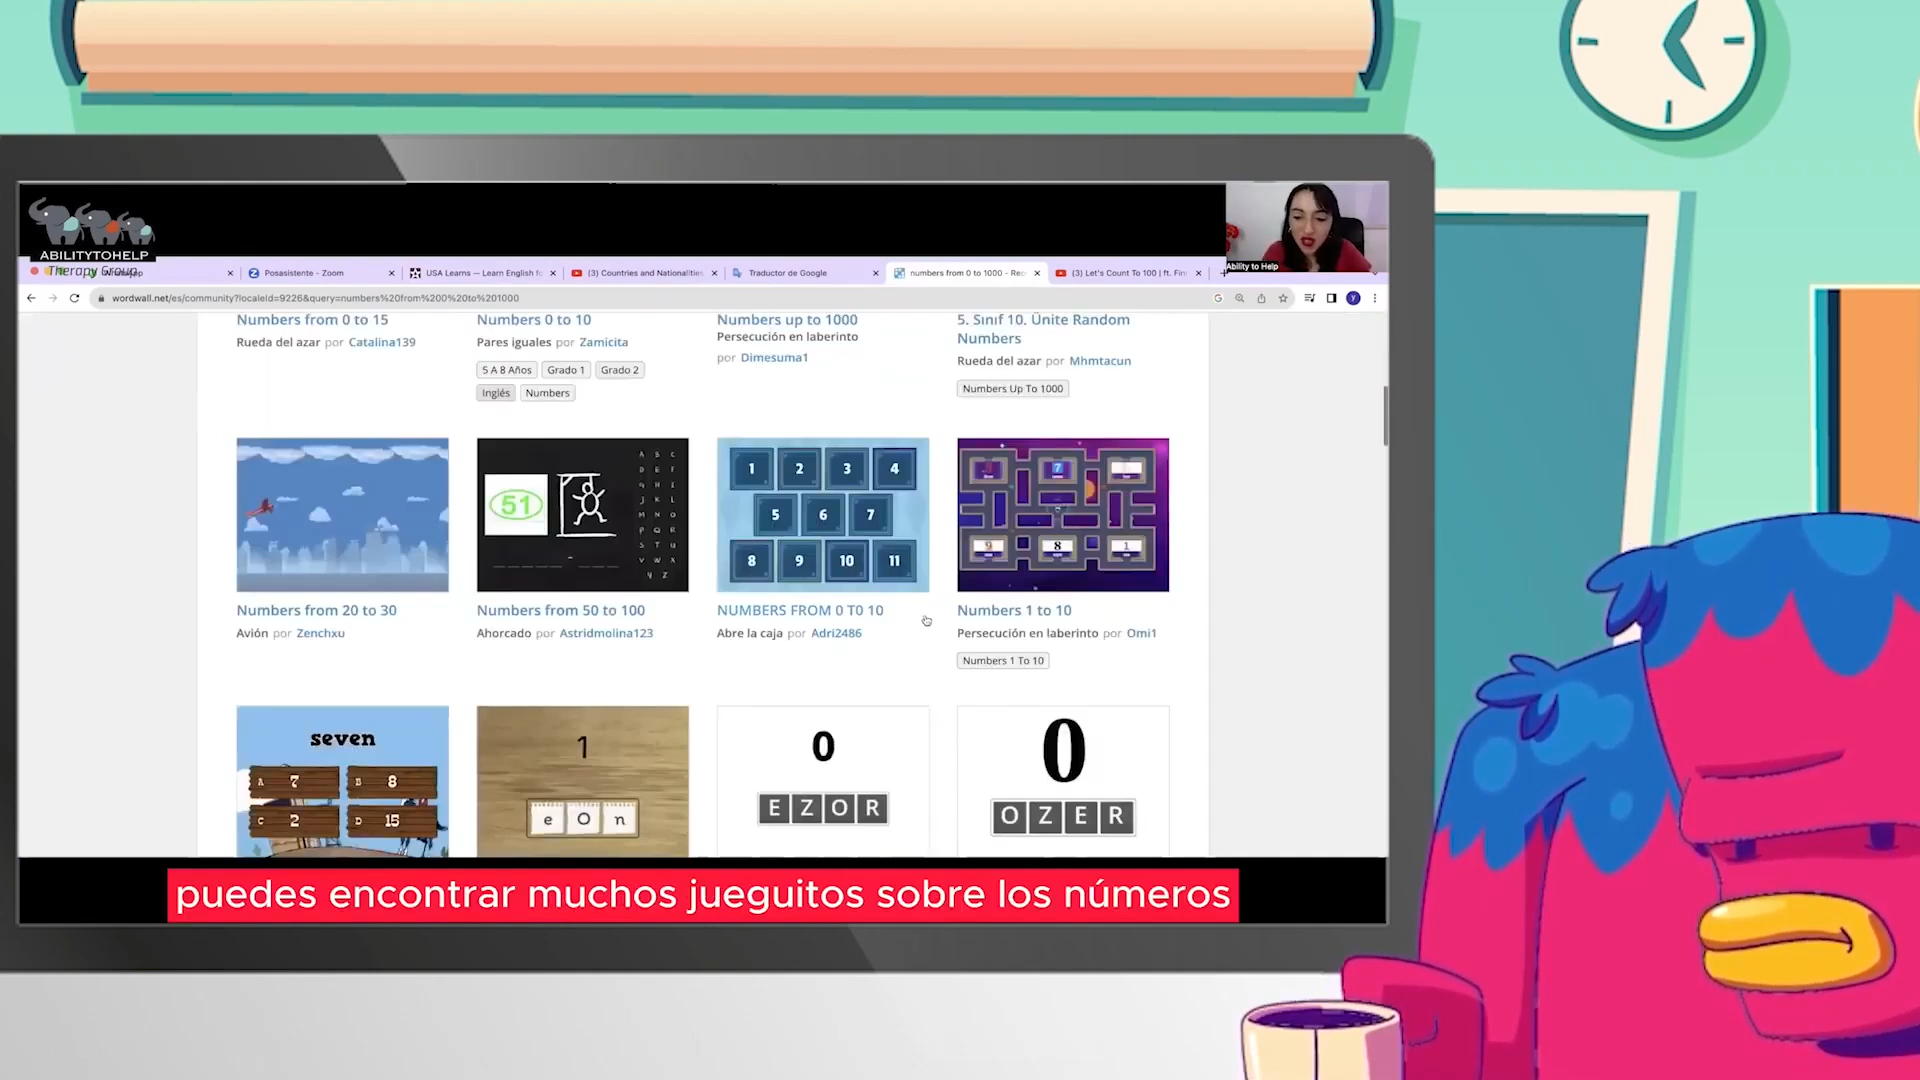 ABILITYTOHELP
Therapy Group
Ability to Help
Posasistente - Zoom
USA Learns — Learn English fo
(3) Countries and Nationalities
Traductor de Google
numbers from 0 to 1000 - Re
(3) Let's Count To 100 | ft. Fin
wordwall.net/es/community?localeId=9226&query=numbers%20from%200%20to%201000
Numbers from 0 to 15
Rueda del azar por Catalina139
Numbers 0 to 10
Pares iguales por Zamicita
5 A 8 Años Grado 1 Grado 2
Inglés Numbers
Numbers up to 1000
Persecución en laberinto
por Dimesuma1
5. Sınıf 10. Ünite Random
Numbers
Rueda del azar por Mhmtacun
Numbers Up To 1000
51
1 2 3 4
5 6 7
8 9 10 11
7
9 8 1
Numbers from 20 to 30
Avión por Zenchxu
Numbers from 50 to 100
Ahorcado por Astridmolina123
NUMBERS FROM 0 TO 10
Abre la caja por Adri2486
Numbers 1 to 10
Persecución en laberinto por Omi1
Numbers 1 To 10
seven
A 7 B 8
C 2 D 15
1
e O n
0
E Z O R
0
O Z E R
puedes encontrar muchos jueguitos sobre los números